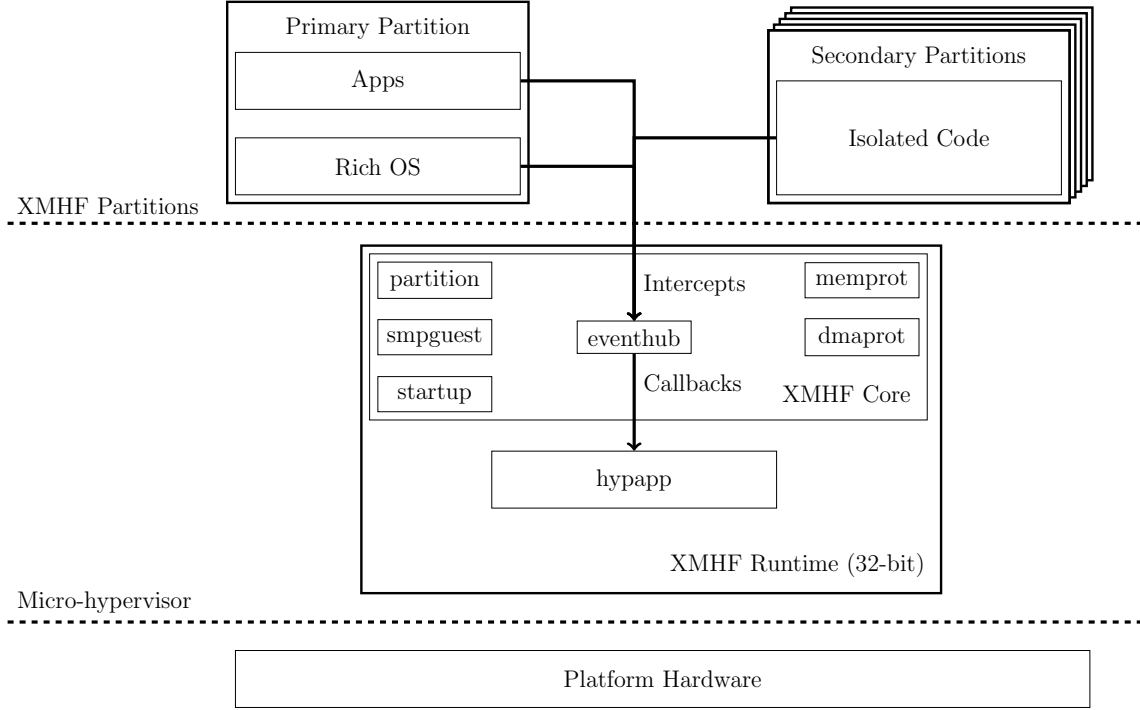 Primary Partition
Apps
Rich OS
Secondary Partitions
Isolated Code
XMHF Partitions
partition
smpguest
startup
Intercepts
eventhub
Callbacks
memprot
dmaprot
XMHF Core
hypapp
XMHF Runtime (32-bit)
Micro-hypervisor
Platform Hardware